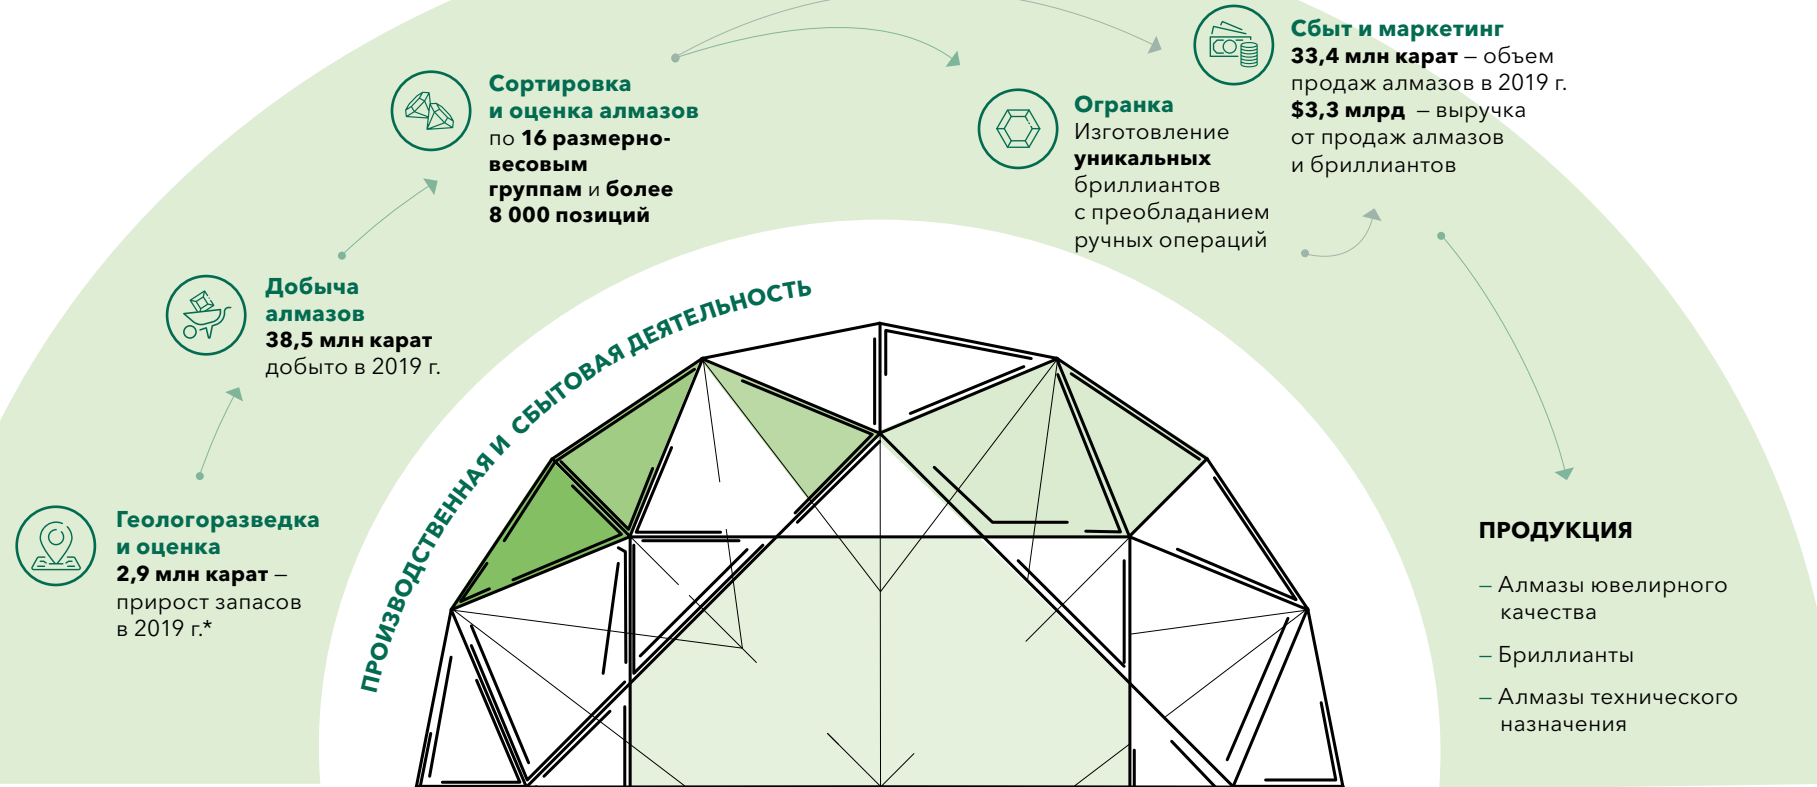 Геологоразведка
и оценка
2,9 млн карат —
прирост запасов
в 2019 г.*
Добыча
алмазов
38,5 млн карат
добыто в 2019 г.
Сортировка
и оценка алмазов
по 16 размерно-
весовым
группам и более
8 000 позиций
Огранка
Изготовление
уникальных
бриллиантов
с преобладанием
ручных операций
Сбыт и маркетинг
33,4 млн карат — объем
продаж алмазов в 2019 г.
$3,3 млрд — выручка
от продаж алмазов
и бриллиантов
ПРОИЗВОДСТВЕННАЯ И СБЫТОВАЯ ДЕЯТЕЛЬНОСТЬ
ПРОДУКЦИЯ
— Алмазы ювелирного
качества
— Бриллианты
— Алмазы технического
назначения